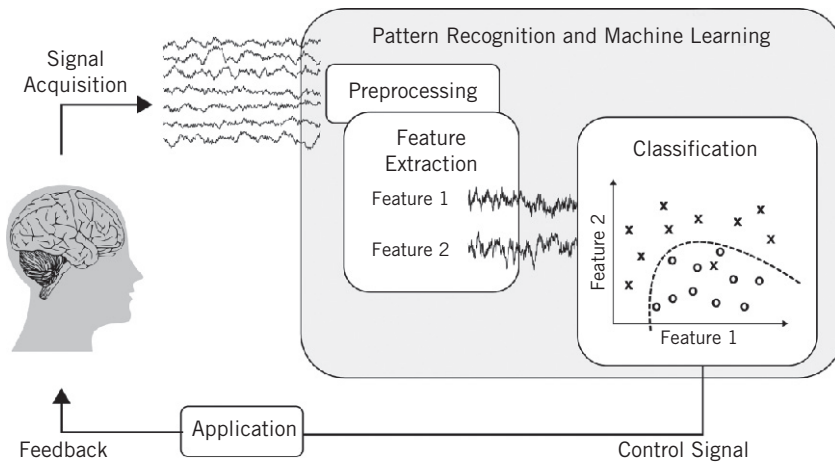 Signal
Acquisition
Pattern Recognition and Machine Learning
Preprocessing
Feature
Extraction
Feature 1
Feature 2
Classification
Feature 2
Feature 1
Application
Feedback
Control Signal